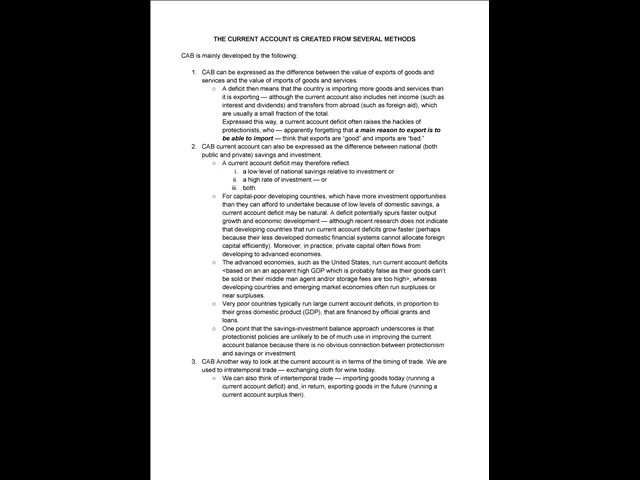 THE CURRENT ACCOUNT IS CREATED FROM SEVERAL METHODS
CAB is mainly developed by the following:
1. CAB can be expressed as the difference between the value of exports of goods and
services and the value of imports of goods and services.
○ A deficit then means that the country is importing more goods and services than
it is exporting — although the current account also includes net income (such as
interest and dividends) and transfers from abroad (such as foreign aid), which
are usually a small fraction of the total.
Expressed this way, a current account deficit often raises the hackles of
protectionists, who — apparently forgetting that a main reason to export is to
be able to import — think that exports are "good" and imports are "bad."
2. CAB current account can also be expressed as the difference between national (both
public and private) savings and investment.
○ A current account deficit may therefore reflect
i. a low level of national savings relative to investment or
ii. a high rate of investment — or
iii. both.
○ For capital-poor developing countries, which have more investment opportunities
than they can afford to undertake because of low levels of domestic savings, a
current account deficit may be natural. A deficit potentially spurs faster output
growth and economic development — although recent research does not indicate
that developing countries that run current account deficits grow faster (perhaps
because their less developed domestic financial systems cannot allocate foreign
capital efficiently). Moreover, in practice, private capital often flows from
developing to advanced economies.
○ The advanced economies, such as the United States, run current account deficits
<based on an an apparent high GDP which is probably false as their goods can't
be sold or their middle man agent and/or storage fees are too high>, whereas
developing countries and emerging market economies often run surpluses or
near surpluses.
○ Very poor countries typically run large current account deficits, in proportion to
their gross domestic product (GDP), that are financed by official grants and
loans.
○ One point that the savings-investment balance approach underscores is that
protectionist policies are unlikely to be of much use in improving the current
account balance because there is no obvious connection between protectionism
and savings or investment.
3. CAB Another way to look at the current account is in terms of the timing of trade. We are
used to intratemporal trade — exchanging cloth for wine today.
○ We can also think of intertemporal trade — importing goods today (running a
current account deficit) and, in return, exporting goods in the future (running a
current account surplus then).